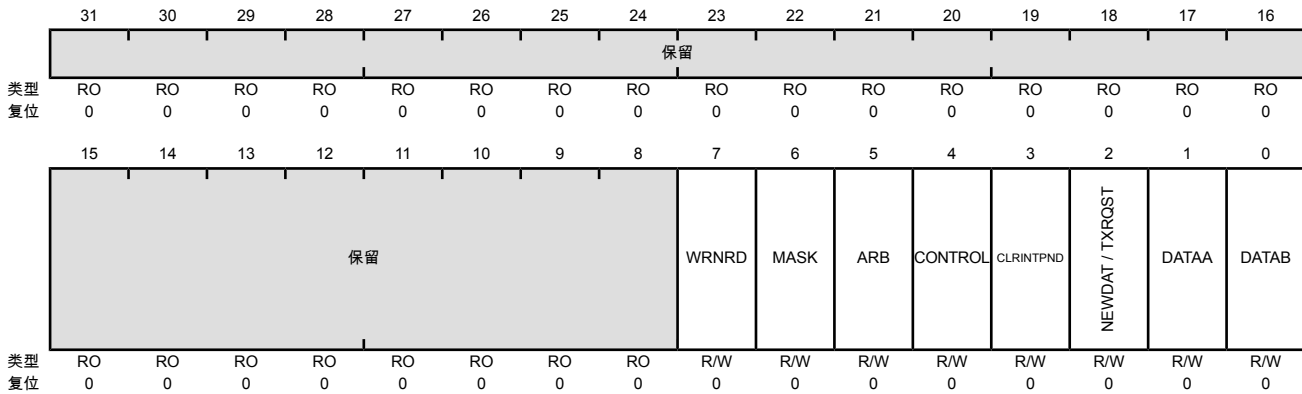 31 30 29 28 27 26 25 24 23 22 21 20 19 18 17 16
保留
类型 RO RO RO RO RO RO RO RO RO RO RO RO RO RO RO RO
复位 0 0 0 0 0 0 0 0 0 0 0 0 0 0 0 0
15 14 13 12 11 10 9 8 7 6 5 4 3 2 1 0
保留 WRNRD MASK ARB CONTROL CLRINTPND NEWDAT / TXRQST DATAA DATAB
类型 RO RO RO RO RO RO RO RO R/W R/W R/W R/W R/W R/W R/W R/W
复位 0 0 0 0 0 0 0 0 0 0 0 0 0 0 0 0